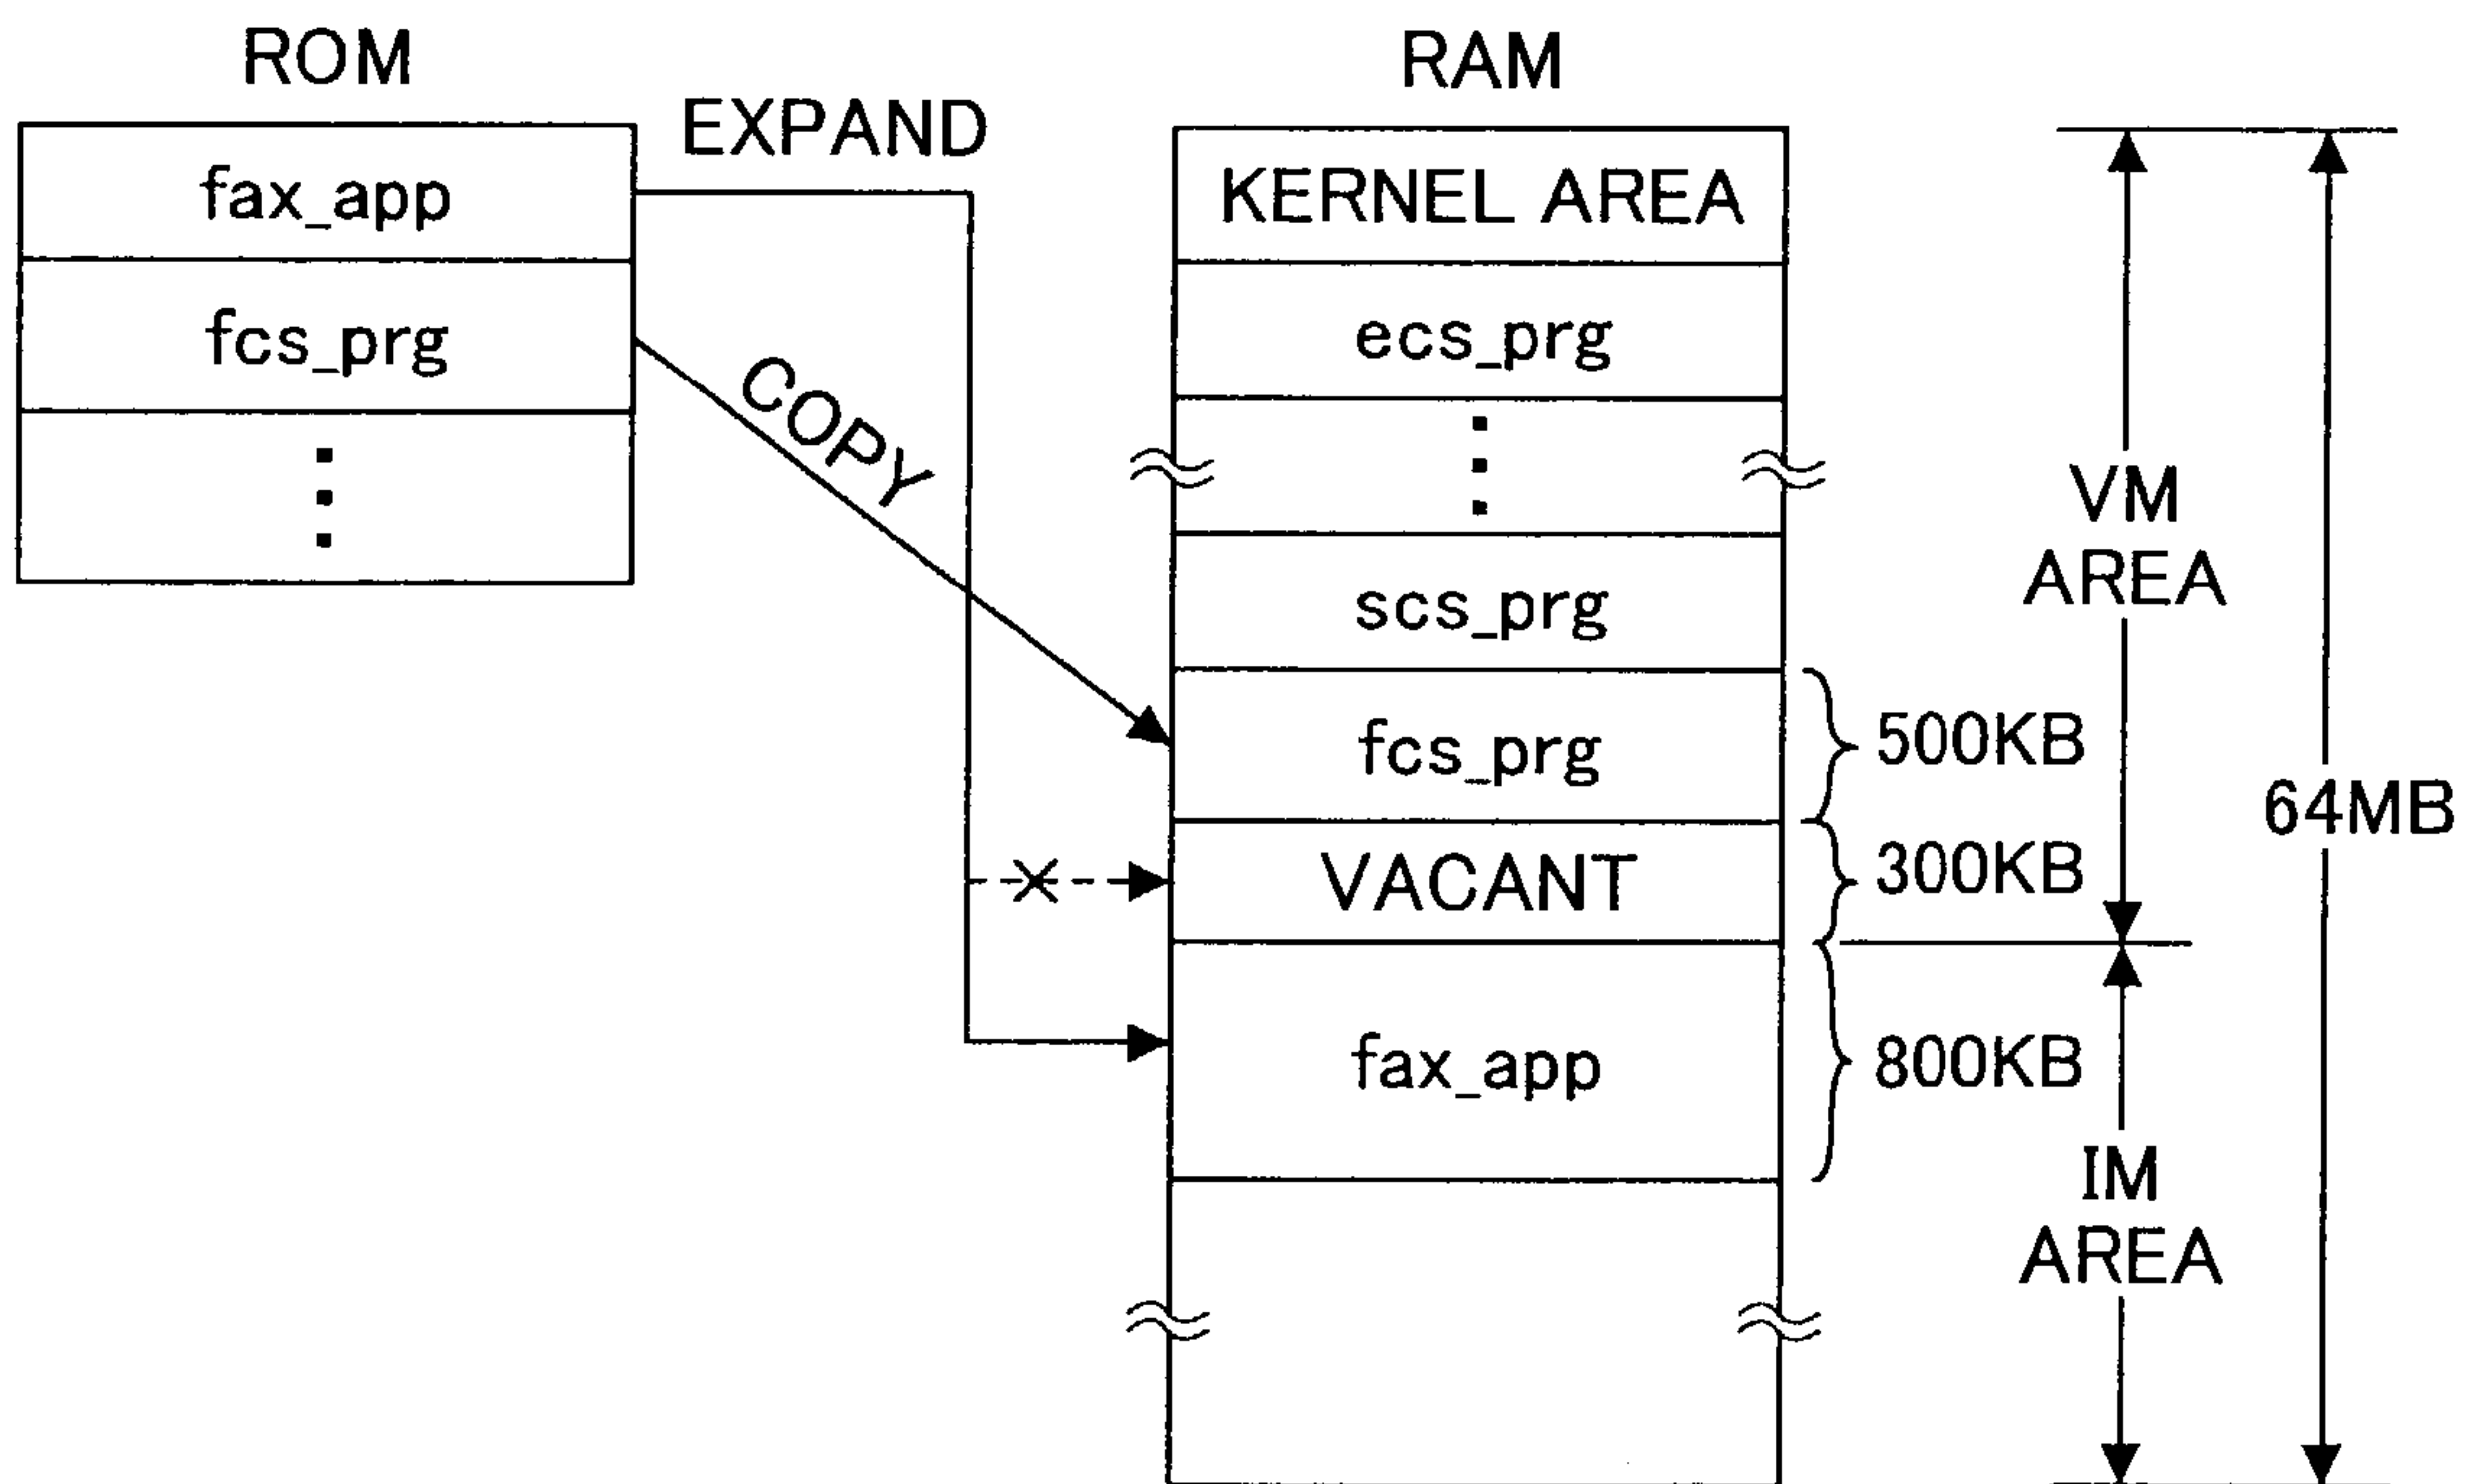 ROM
EXPAND
fax_app
fcs_prg
COPY
RAM
KERNEL AREA
ecs_prg
scs_prg
fcs_prg
VACANT
fax_app
500KB
300KB
800KB
VM
AREA
IM
AREA
64MB